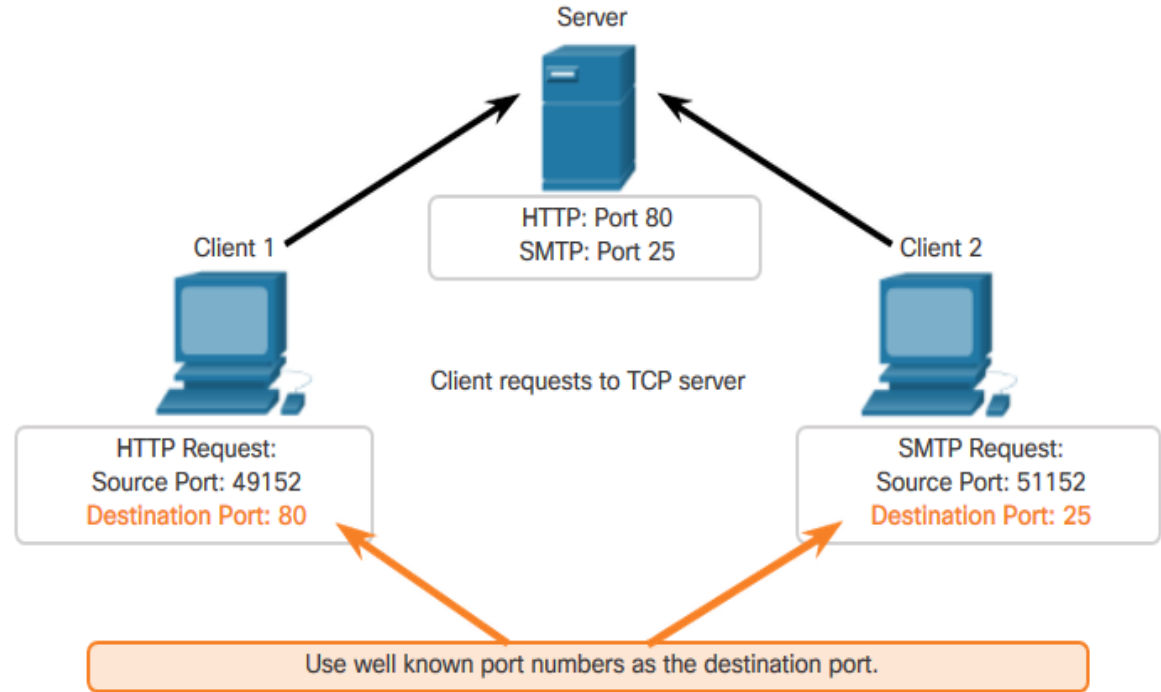 Server
HTTP: Port 80
SMTP: Port 25
Client 1
Client 2
Client requests to TCP server
HTTP Request:
Source Port: 49152
Destination Port: 80
SMTP Request:
Source Port: 51152
Destination Port: 25
Use well known port numbers as the destination port.